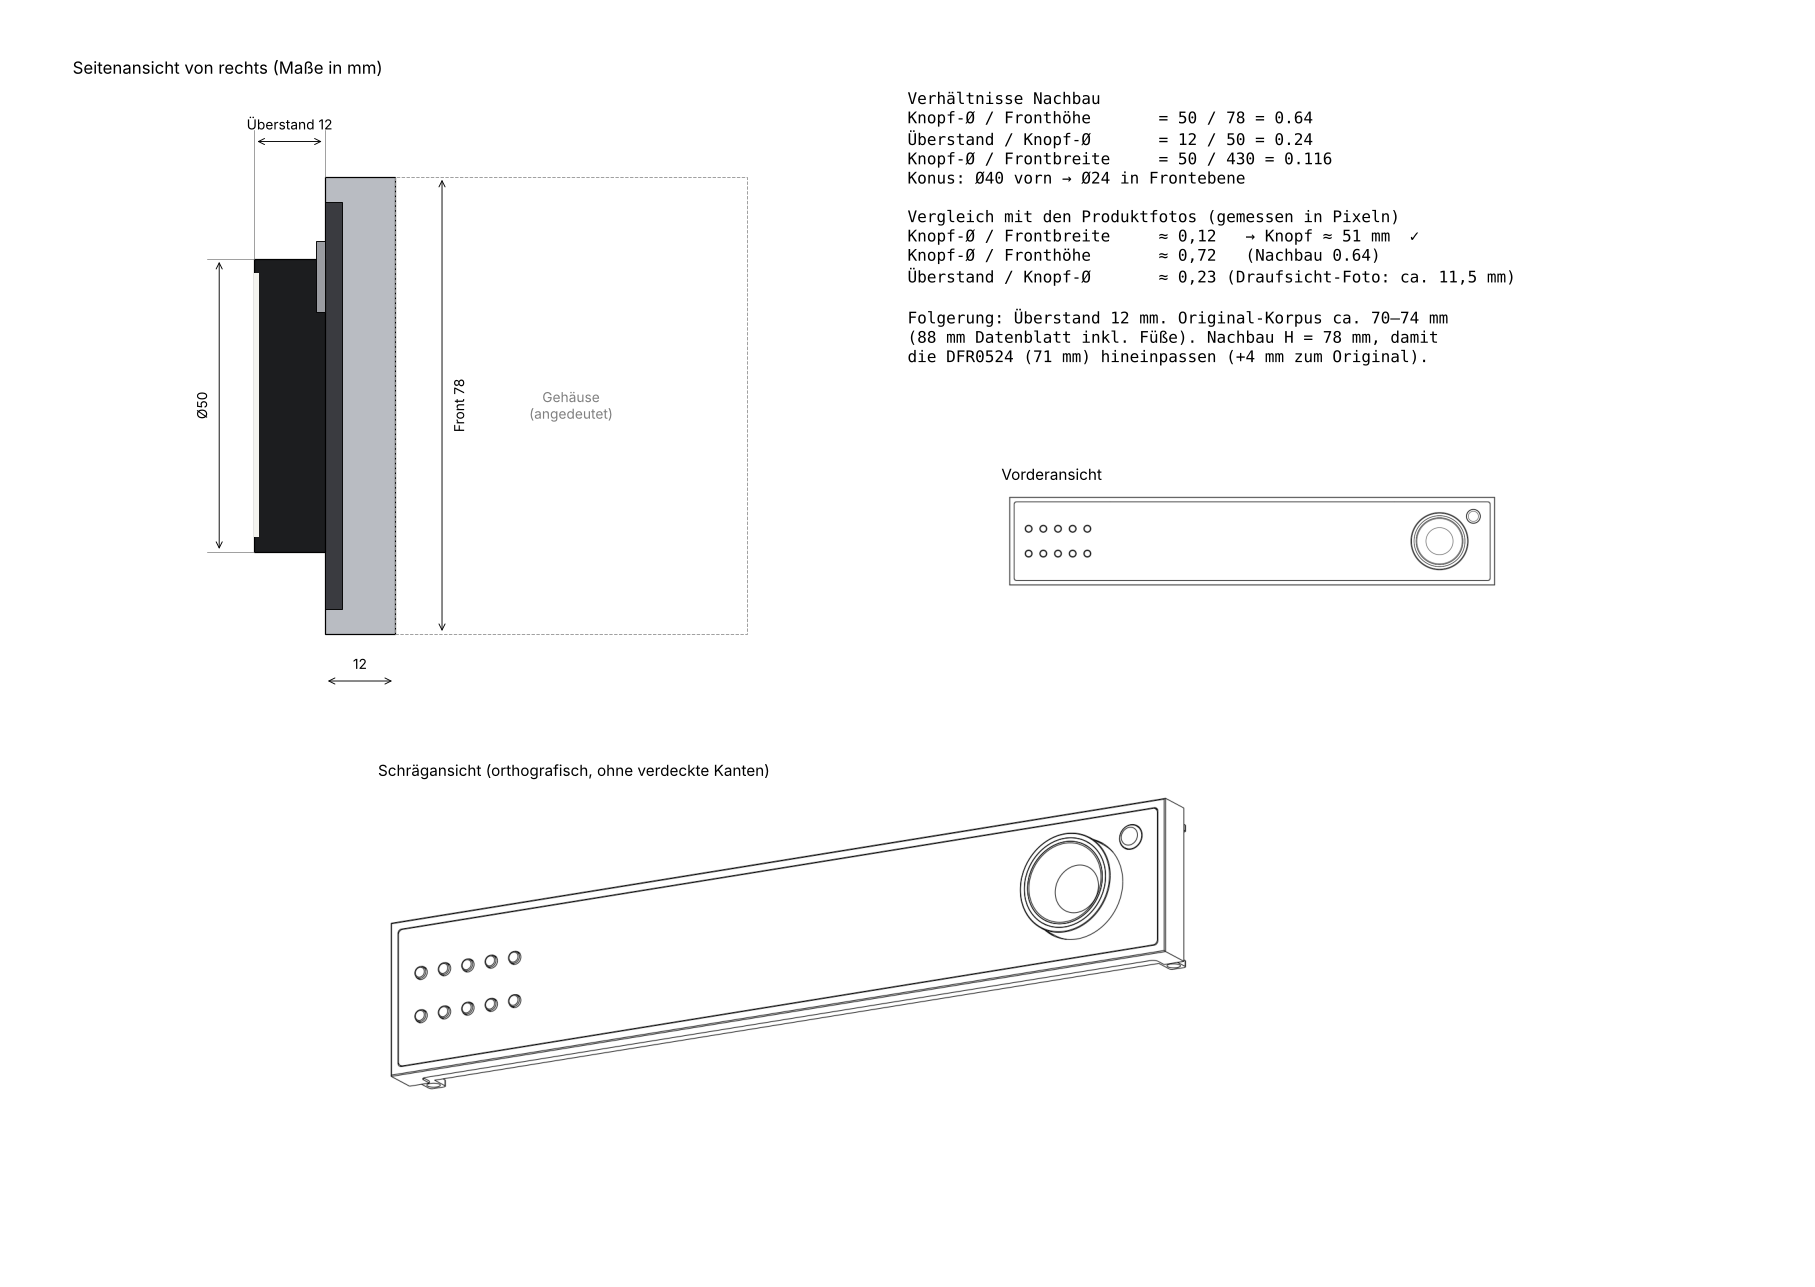 Seitenansicht von rechts (Maße in mm)
Überstand 12
Ø50
Front 78
Gehäuse
(angedeutet)
12
Verhältnisse Nachbau
Knopf-Ø / Fronthöhe = 50 / 78 = 0.64
Überstand / Knopf-Ø = 12 / 50 = 0.24
Knopf-Ø / Frontbreite = 50 / 430 = 0.116
Konus: Ø40 vorn → Ø24 in Frontebene
Vergleich mit den Produktfotos (gemessen in Pixeln)
Knopf-Ø / Frontbreite ≈ 0,12 → Knopf ≈ 51 mm ✓
Knopf-Ø / Fronthöhe ≈ 0,72 (Nachbau 0.64)
Überstand / Knopf-Ø ≈ 0,23 (Draufsicht-Foto: ca. 11,5 mm)
Folgerung: Überstand 12 mm. Original-Korpus ca. 70–74 mm
(88 mm Datenblatt inkl. Füße). Nachbau H = 78 mm, damit
die DFR0524 (71 mm) hineinpassen (+4 mm zum Original).
Vorderansicht
Schrägansicht (orthografisch, ohne verdeckte Kanten)